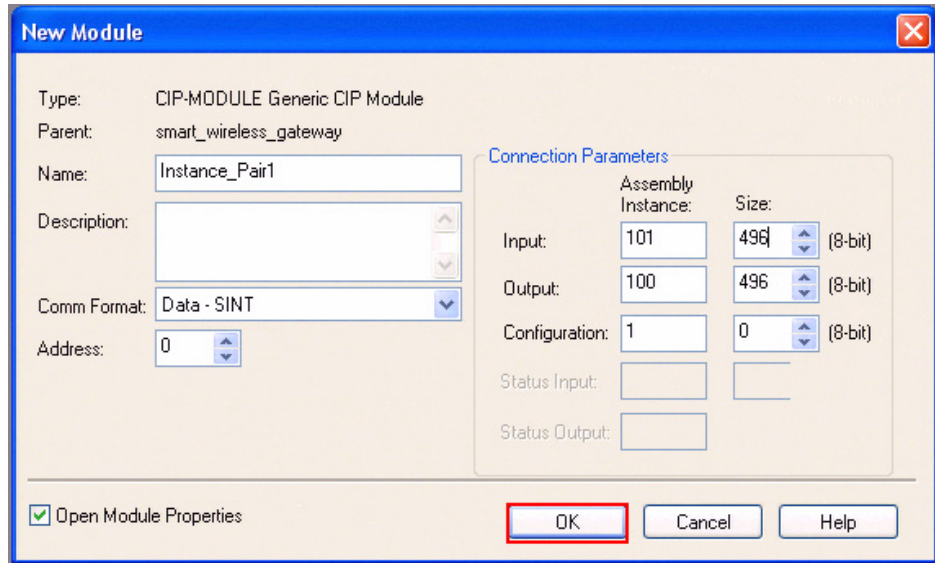 New Module
Type: CIP-MODULE Generic CIP Module
Parent: smart_wireless_gateway
Name: Instance_Pair1
Description:
Comm Format: Data - SINT
Address: 0
Connection Parameters
Assembly Instance: Size:
Input: 101 496 (8-bit)
Output: 100 496 (8-bit)
Configuration: 1 0 (8-bit)
Status Input:
Status Output:
Open Module Properties
OK Cancel Help